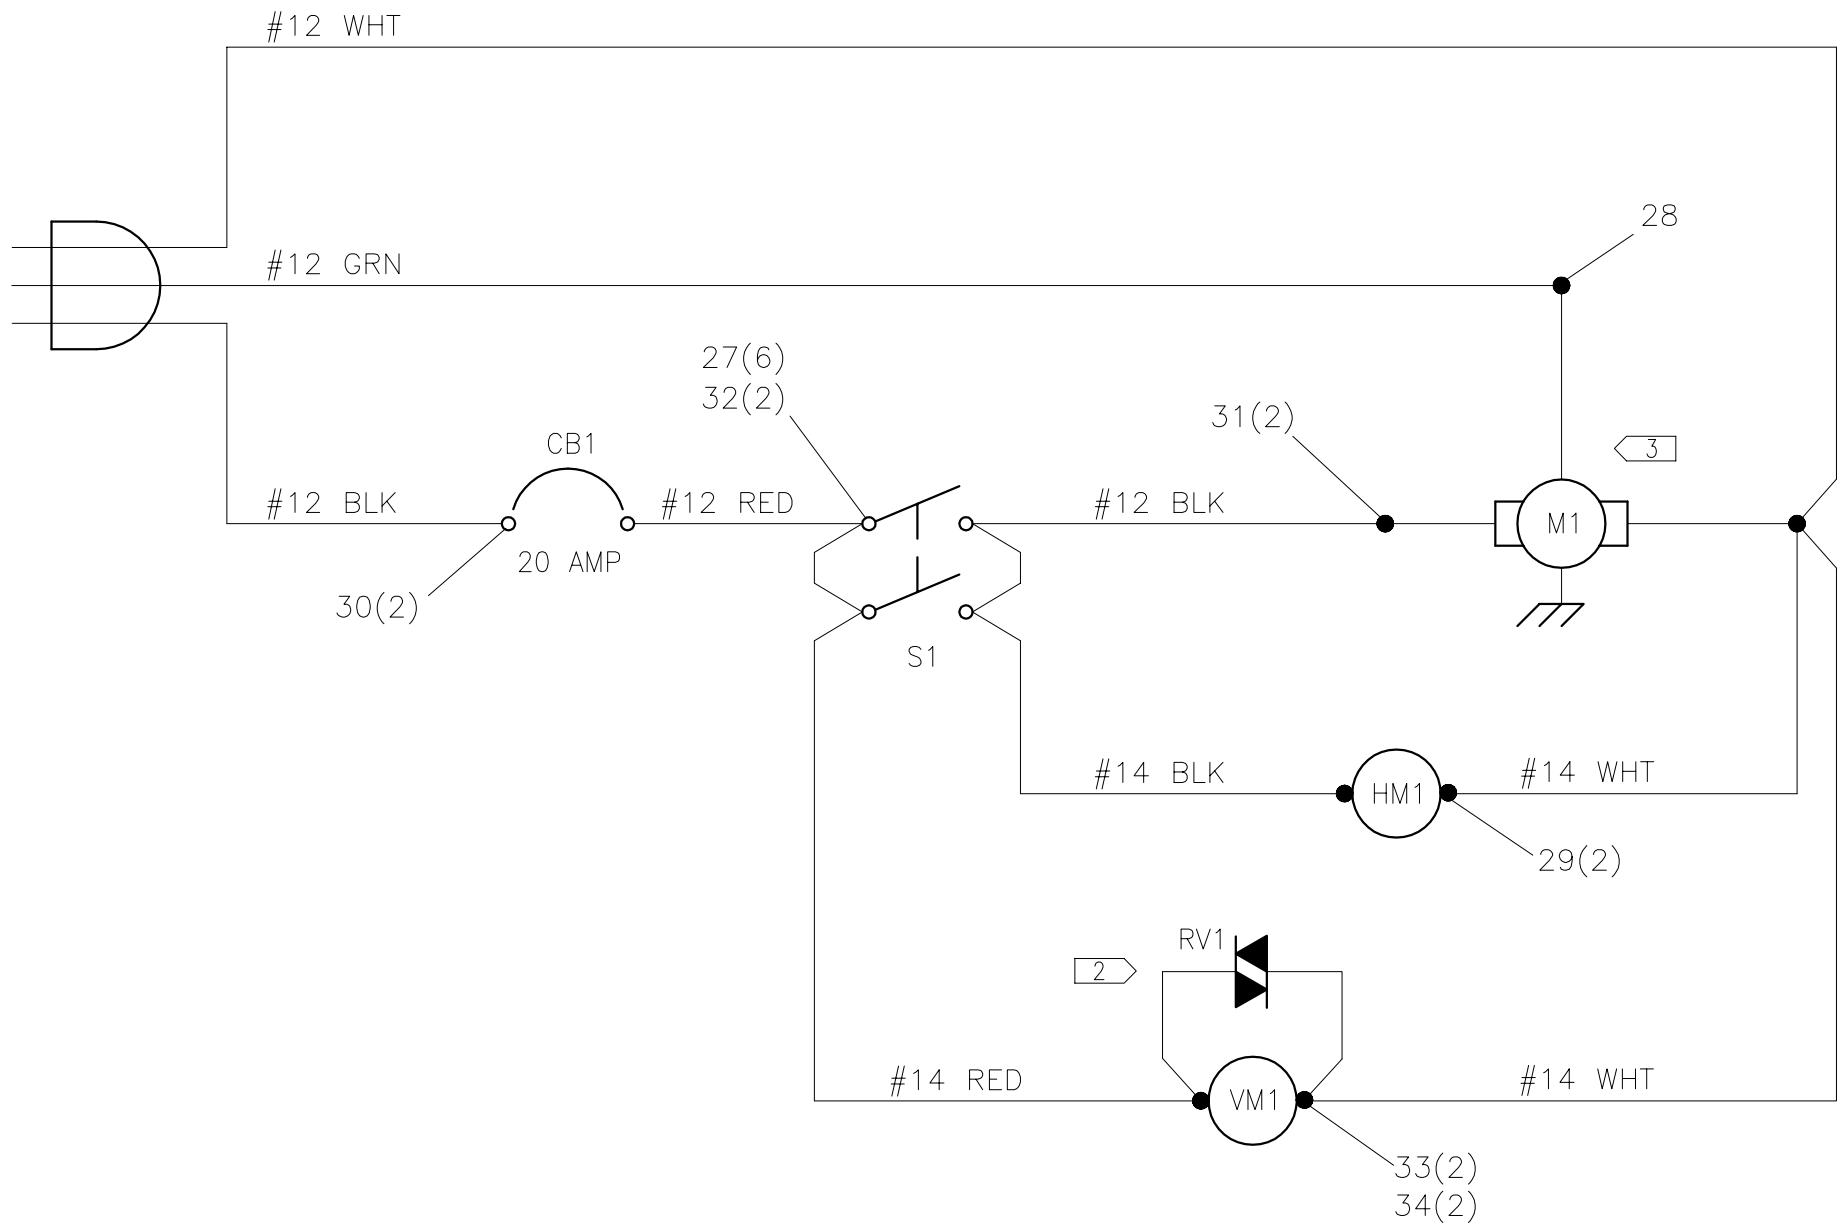 #12 WHT
28
#12 GRN
27(6)
32(2)
31(2)
CB1
3
#12 BLK
#12 RED
#12 BLK
M1
20 AMP
30(2)
S1
#14 BLK
HM1
#14 WHT
29(2)
RV1
2
#14 RED
VM1
#14 WHT
33(2)
34(2)